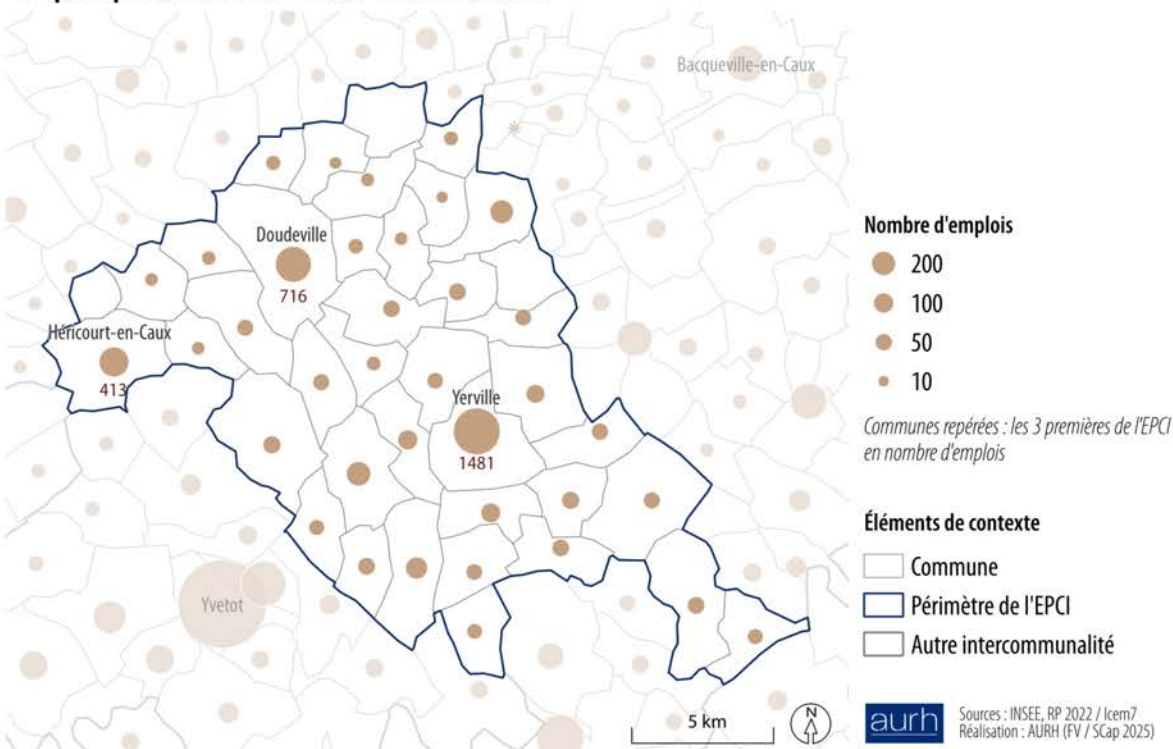 Bacqueville-en-Caux
Doudeville
716
Héricourt-en-Caux
413
Yerville
1481
Yvetot
5 km
N
Nombre d'emplois
200
100
50
10
Communes repérées : les 3 premières de l'EPCI
en nombre d'emplois
Éléments de contexte
Commune
Périmètre de l'EPCI
Autre intercommunalité
aurh
Sources : INSEE, RP 2022 / Icem7
Réalisation : AURH (FV / SCap 2025)